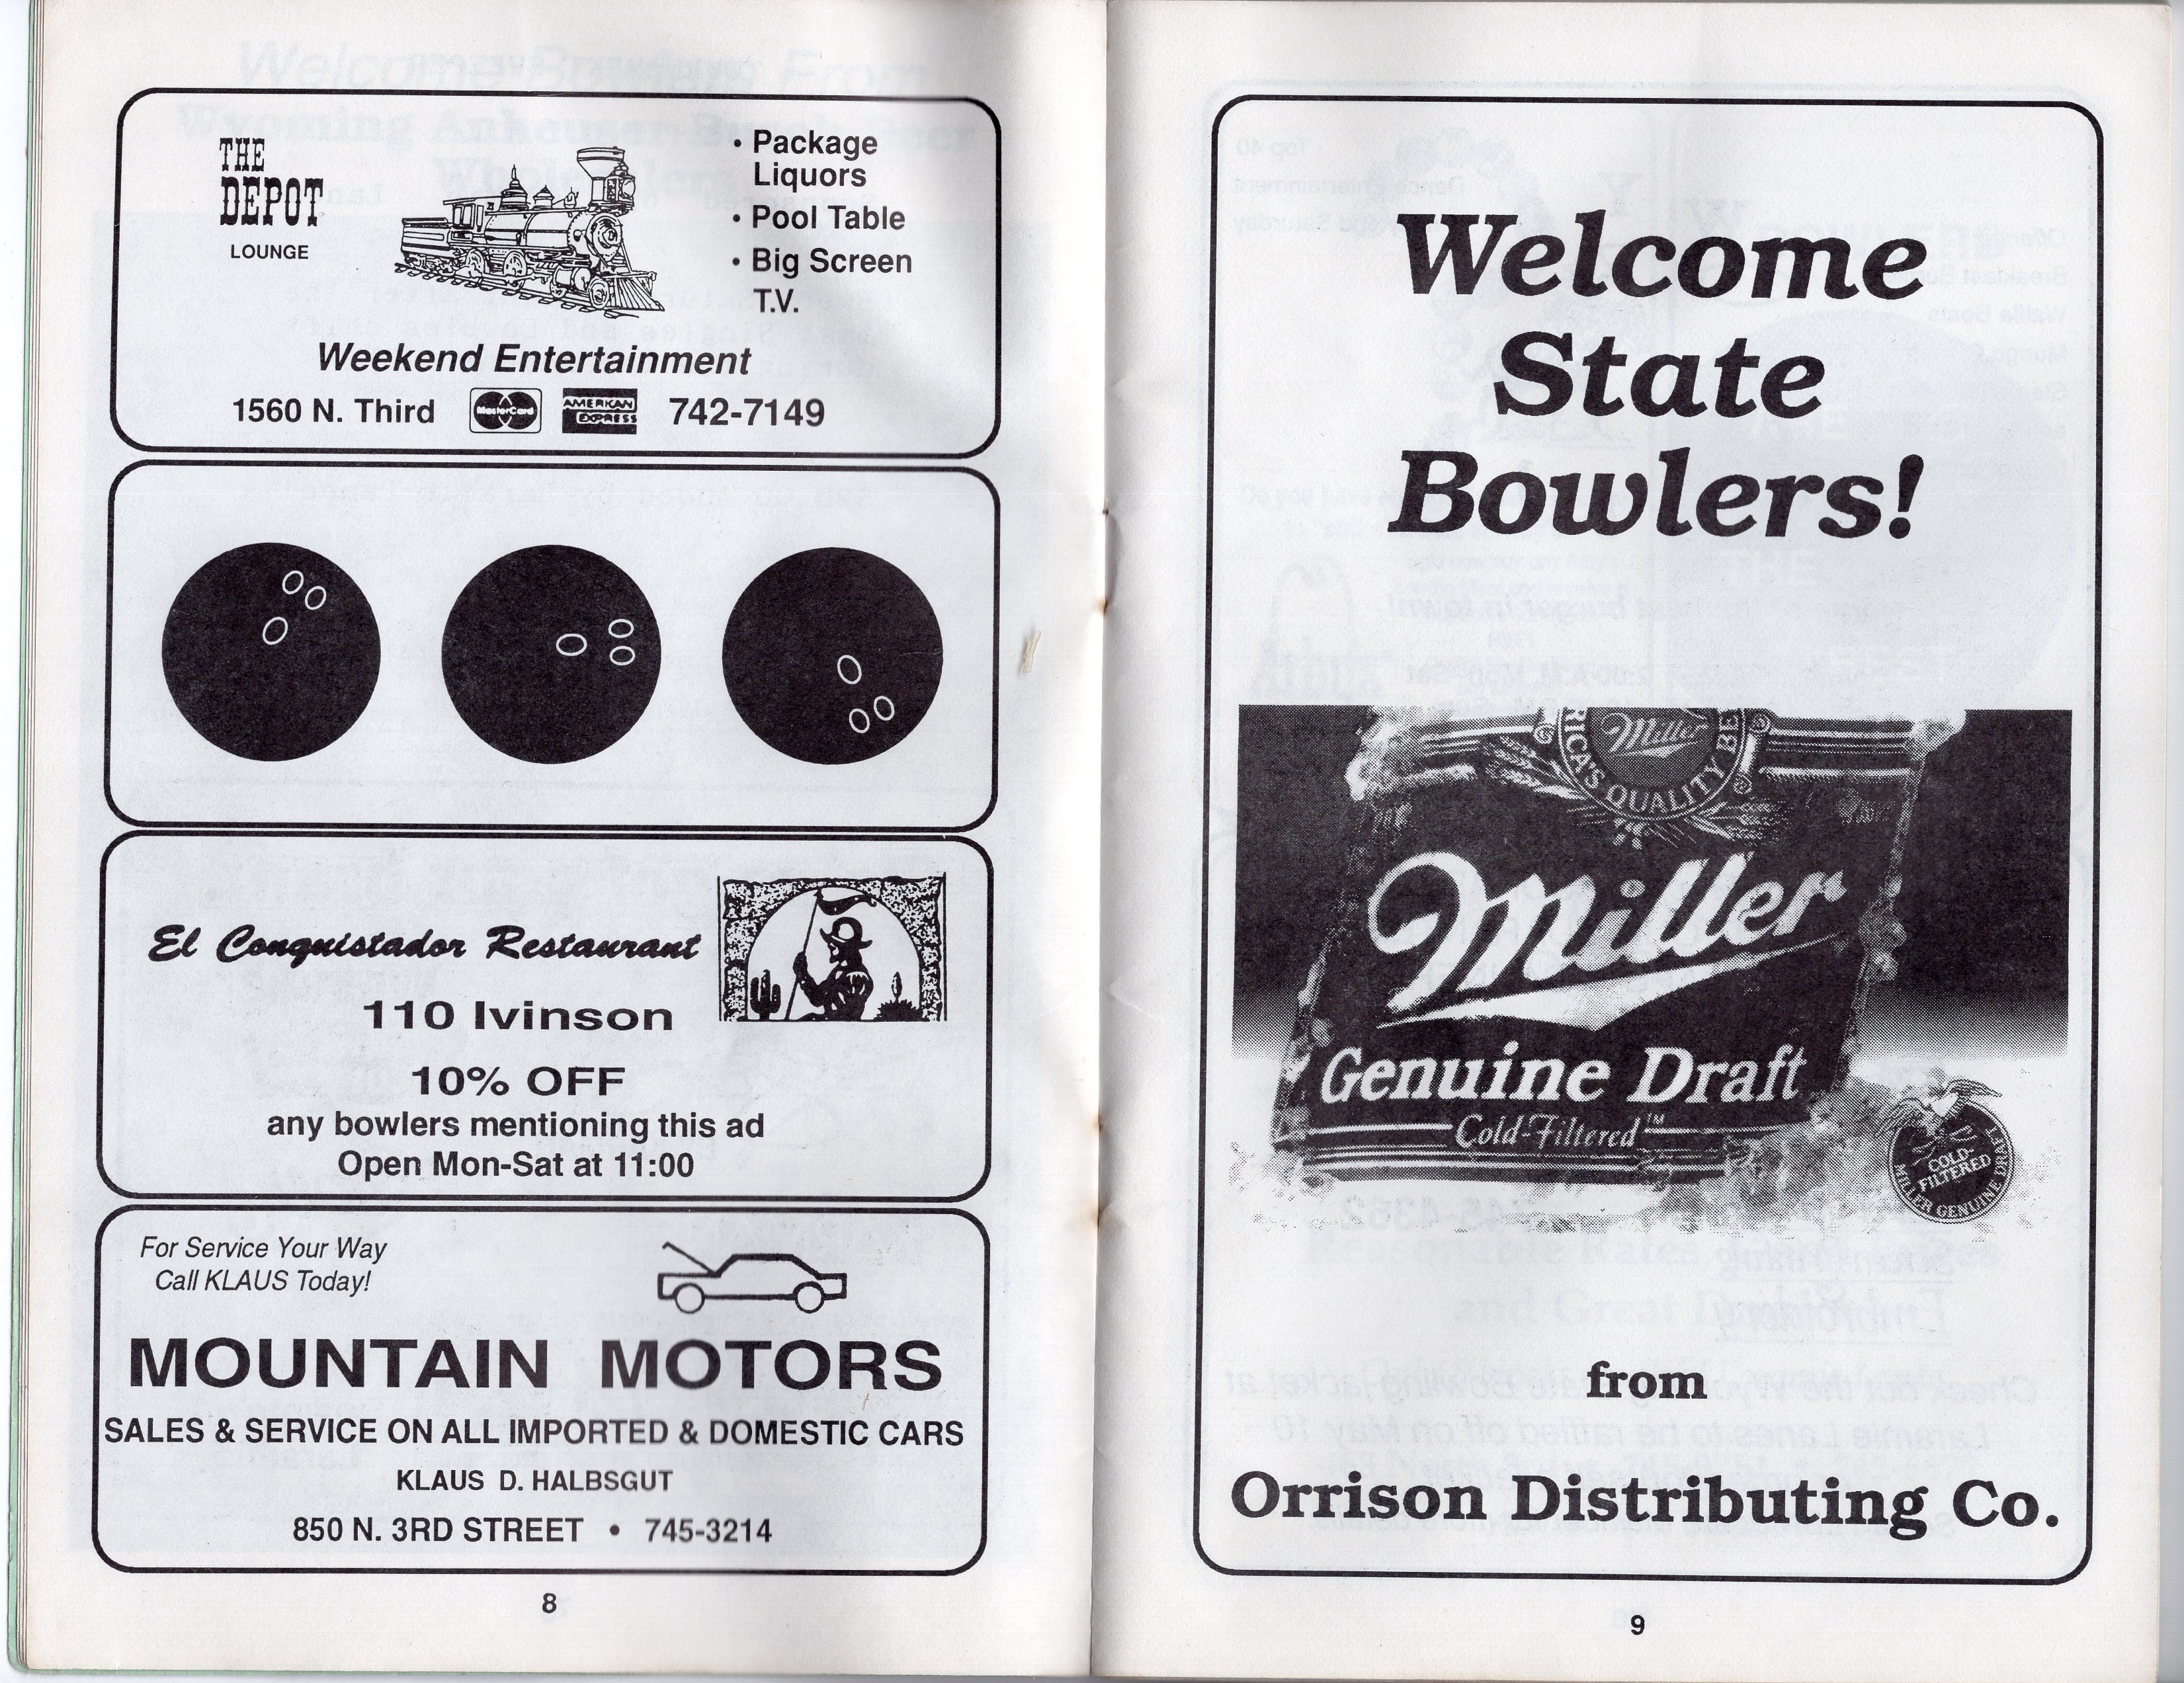 THE
DEPOT
LOUNGE
• Package
Liquors
• Pool Table
• Big Screen
T.V.
Weekend Entertainment
1560 N. Third
MasterCard
AMERICAN
EXPRESS
742-7149
El Conquistador Restaurant
110 Ivinson
10% OFF
any bowlers mentioning this ad
Open Mon-Sat at 11:00
For Service Your Way
Call KLAUS Today!
MOUNTAIN MOTORS
SALES & SERVICE ON ALL IMPORTED & DOMESTIC CARS
KLAUS D. HALBSGUT
850 N. 3RD STREET • 745-3214
8
Welcome
State
Bowlers!
Miller
RICA'S QUALITY BE
Miller
Genuine Draft
Cold-Filtered™
COLD-
FILTERED
MILLER GENUINE DRAFT
from
Orrison Distributing Co.
9